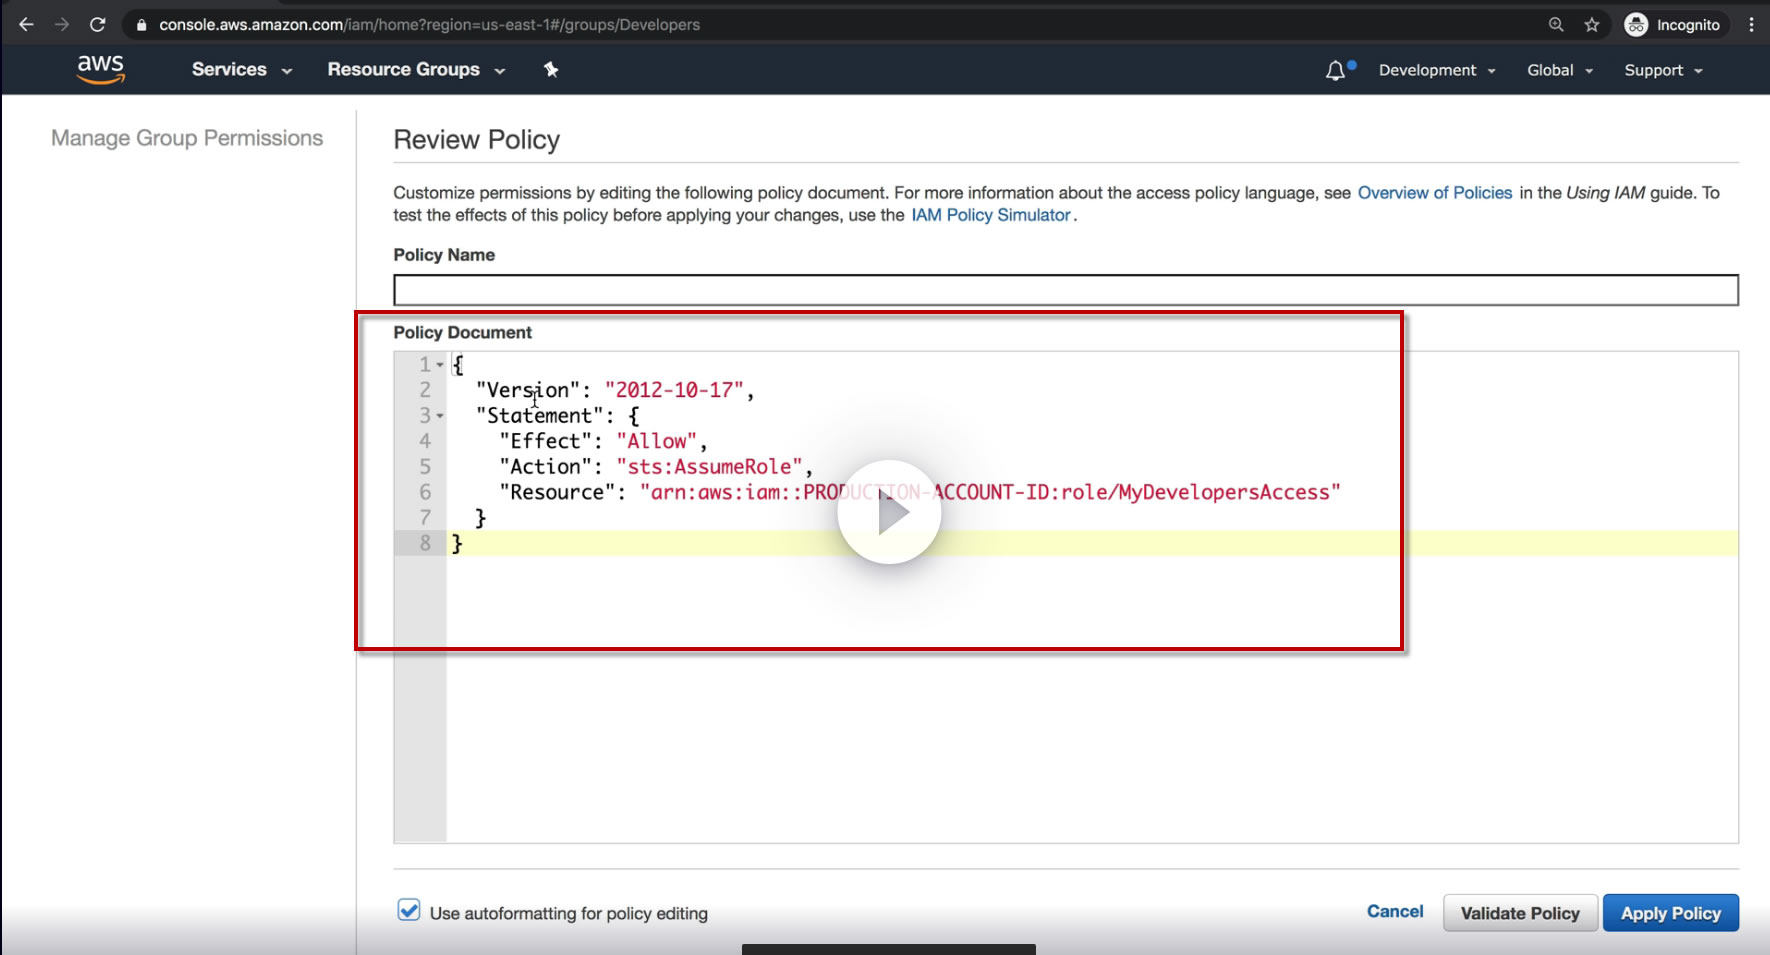 console.aws.amazon.com/iam/home?region=us-east-1#/groups/Developers
Incognito
aws
Services
Resource Groups
Development
Global
Support
Manage Group Permissions
Review Policy
Customize permissions by editing the following policy document. For more information about the access policy language, see Overview of Policies in the Using IAM guide. To
test the effects of this policy before applying your changes, use the IAM Policy Simulator.
Policy Name
Policy Document
1 {
2 "Version": "2012-10-17",
3 "Statement": {
4 "Effect": "Allow",
5 "Action": "sts:AssumeRole",
6 "Resource": "arn:aws:iam::PRODUCTION-ACCOUNT-ID:role/MyDevelopersAccess"
7 }
8 }
Use autoformatting for policy editing
Cancel
Validate Policy
Apply Policy